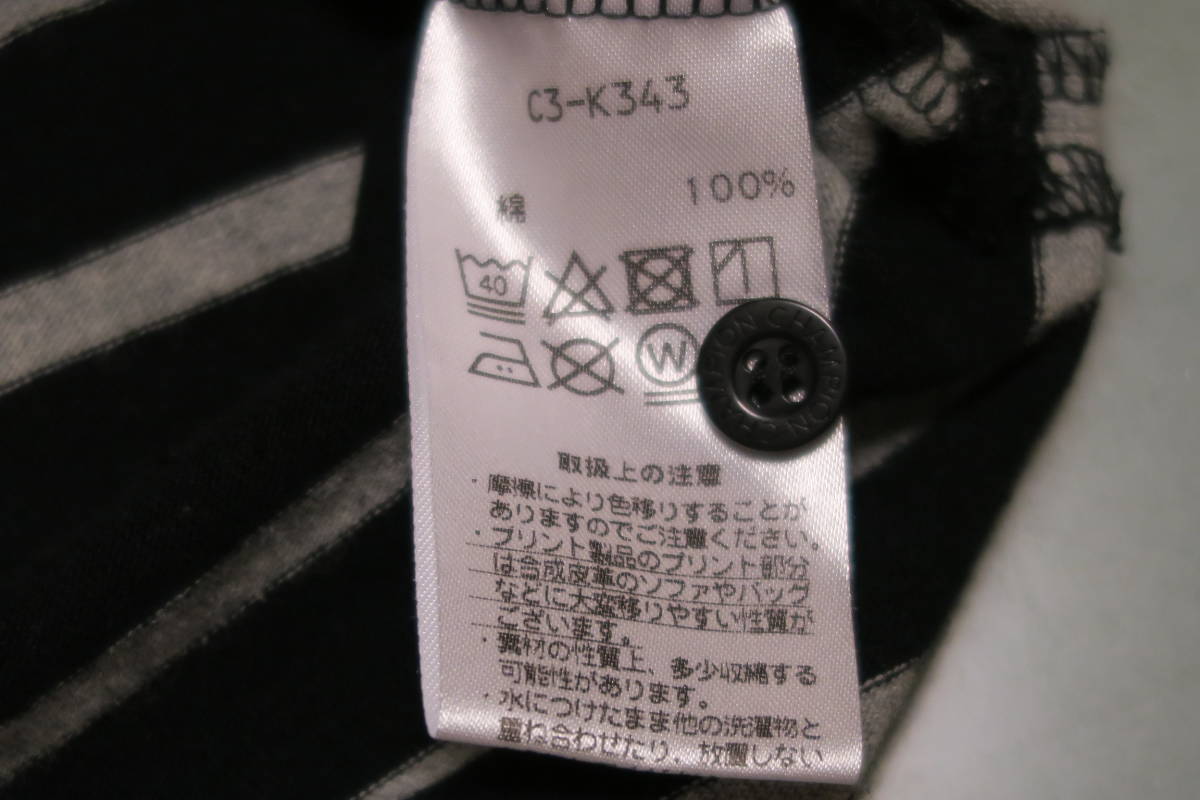 C3-K343
綿 100%
40
W
CHAMPION CHAMPION
取扱上の注意
・摩擦により色移りすることが
ありますのでご注意ください。
・プリント製品のプリント部分
は合成皮革のソファやバッグ
などに大変移りやすい性質が
ございます。
・素材の性質上、多少収縮する
可能性があります。
・水につけたまま他の洗濯物と
重ね合わせたり、放置しない